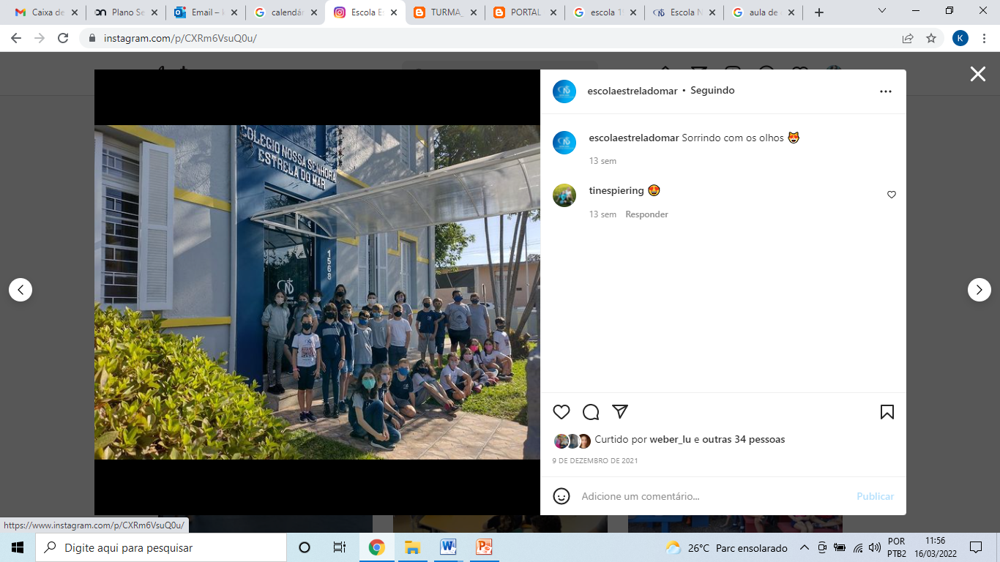 Caixa de
Plano Se
Email –
calendár
Escola E
TURMA_
PORTAL
escola 1
Escola N
aula de
instagram.com/p/CXRm6VsuQ0u/
K
escolaestreladomar • Seguindo
escolaestreladomar Sorrindo com os olhos 😻
13 sem
tinespiering 😍
13 sem Responder
COLEGIO NOSSA SENHORA
ESTRELA DO MAR
1568
Curtido por weber_lu e outras 34 pessoas
9 DE DEZEMBRO DE 2021
Adicione um comentário...
Publicar
https://www.instagram.com/p/CXRm6VsuQ0u/
Digite aqui para pesquisar
26°C Parc ensolarado
POR
PTB2
11:56
16/03/2022